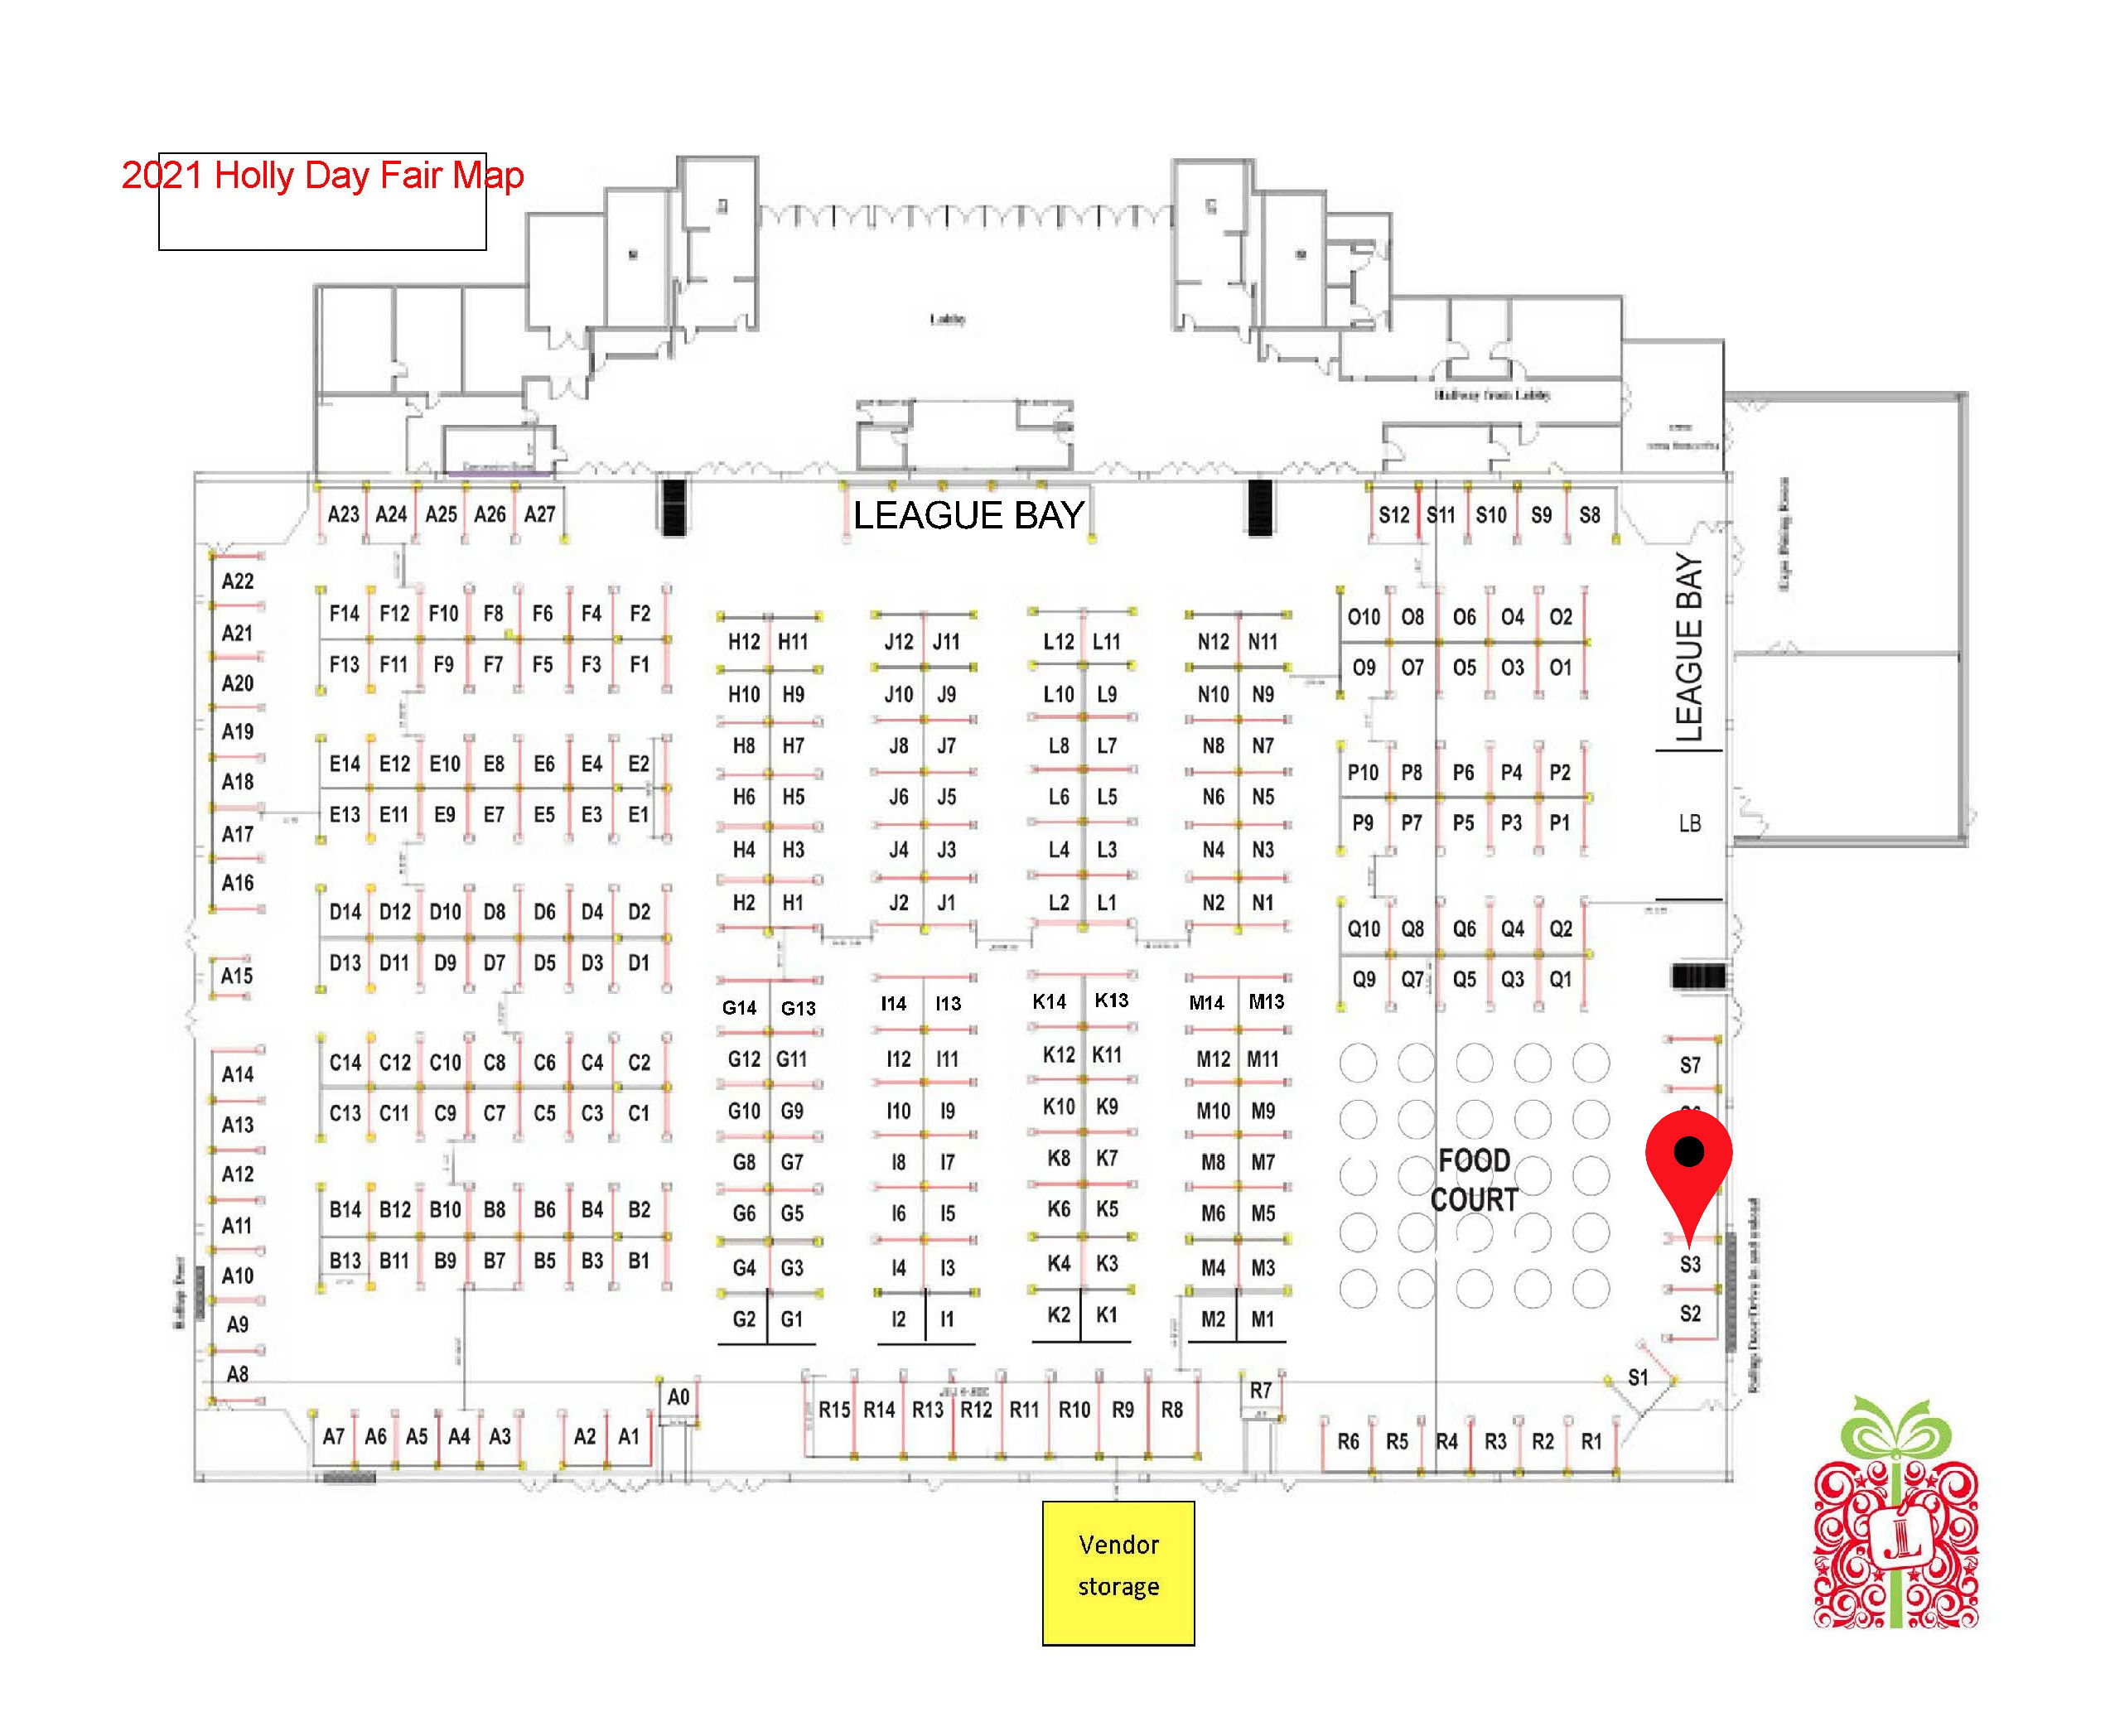 2021 Holly Day Fair Map
Lobby
Hallway from Lobby
LEAGUE BAY
A23 A24 A25 A26 A27
S12 S11 S10 S9 S8
LEAGUE BAY
LB
A22
A21
A20
A19
A18
A17
A16
A15
A14
A13
A12
A11
A10
A9
A8
F14 F12 F10 F8 F6 F4 F2
F13 F11 F9 F7 F5 F3 F1
E14 E12 E10 E8 E6 E4 E2
E13 E11 E9 E7 E5 E3 E1
D14 D12 D10 D8 D6 D4 D2
D13 D11 D9 D7 D5 D3 D1
C14 C12 C10 C8 C6 C4 C2
C13 C11 C9 C7 C5 C3 C1
B14 B12 B10 B8 B6 B4 B2
B13 B11 B9 B7 B5 B3 B1
H12 H11 J12 J11 L12 L11 N12 N11
H10 H9 J10 J9 L10 L9 N10 N9
H8 H7 J8 J7 L8 L7 N8 N7
H6 H5 J6 J5 L6 L5 N6 N5
H4 H3 J4 J3 L4 L3 N4 N3
H2 H1 J2 J1 L2 L1 N2 N1
G14 G13 I14 I13 K14 K13 M14 M13
G12 G11 I12 I11 K12 K11 M12 M11
G10 G9 I10 I9 K10 K9 M10 M9
G8 G7 I8 I7 K8 K7 M8 M7
G6 G5 I6 I5 K6 K5 M6 M5
G4 G3 I4 I3 K4 K3 M4 M3
G2 G1 I2 I1 K2 K1 M2 M1
O10 O8 O6 O4 O2
O9 O7 O5 O3 O1
P10 P8 P6 P4 P2
P9 P7 P5 P3 P1
Q10 Q8 Q6 Q4 Q2
Q9 Q7 Q5 Q3 Q1
FOOD
COURT
S7
S3
S2
S1
A7 A6 A5 A4 A3 A2 A1
A0
R15 R14 R13 R12 R11 R10 R9 R8
R7
R6 R5 R4 R3 R2 R1
Vendor
storage
JL